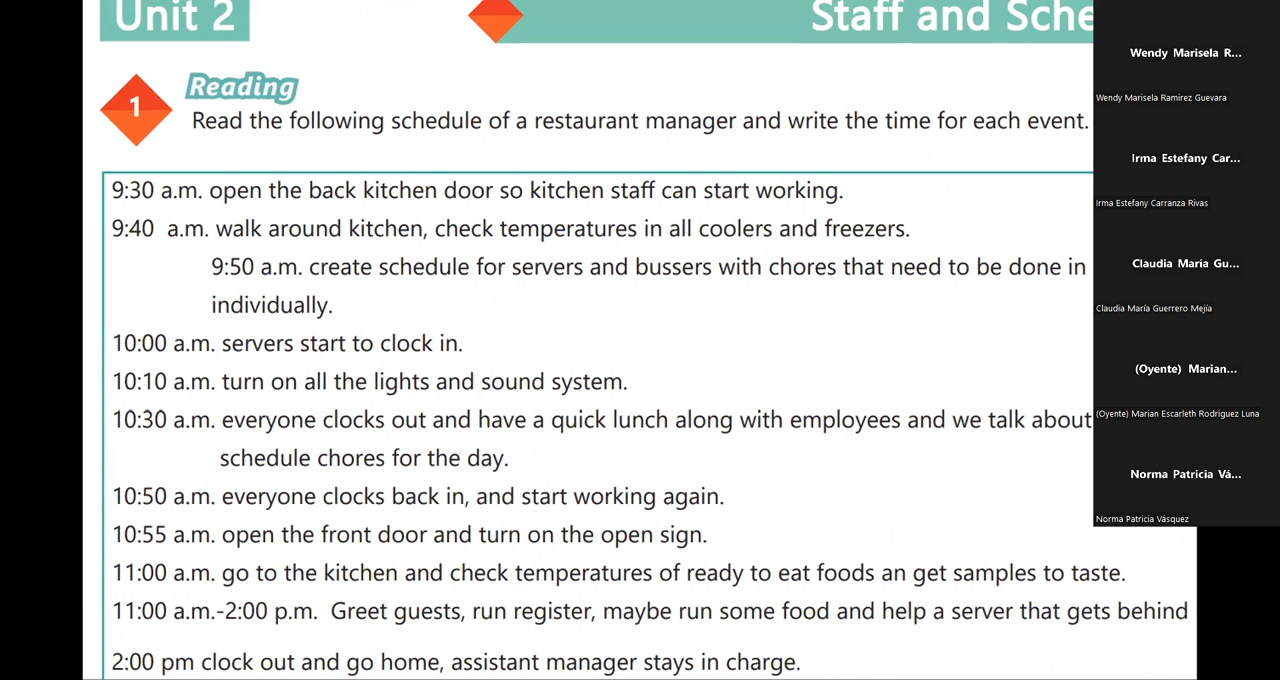 Unit 2
Staff and Sche
1
Reading
Read the following schedule of a restaurant manager and write the time for each event.
9:30 a.m. open the back kitchen door so kitchen staff can start working.
9:40 a.m. walk around kitchen, check temperatures in all coolers and freezers.
9:50 a.m. create schedule for servers and bussers with chores that need to be done in
individually.
10:00 a.m. servers start to clock in.
10:10 a.m. turn on all the lights and sound system.
10:30 a.m. everyone clocks out and have a quick lunch along with employees and we talk about
schedule chores for the day.
10:50 a.m. everyone clocks back in, and start working again.
10:55 a.m. open the front door and turn on the open sign.
11:00 a.m. go to the kitchen and check temperatures of ready to eat foods an get samples to taste.
11:00 a.m.-2:00 p.m. Greet guests, run register, maybe run some food and help a server that gets behind
2:00 pm clock out and go home, assistant manager stays in charge.
Wendy Marisela R...
Wendy Marisela Ramirez Guevara
Irma Estefany Car...
Irma Estefany Carranza Rivas
Claudia María Gu...
Claudia María Guerrero Mejía
(Oyente) Marian...
(Oyente) Marian Escarleth Rodriguez Luna
Norma Patricia Vá...
Norma Patricia Vásquez